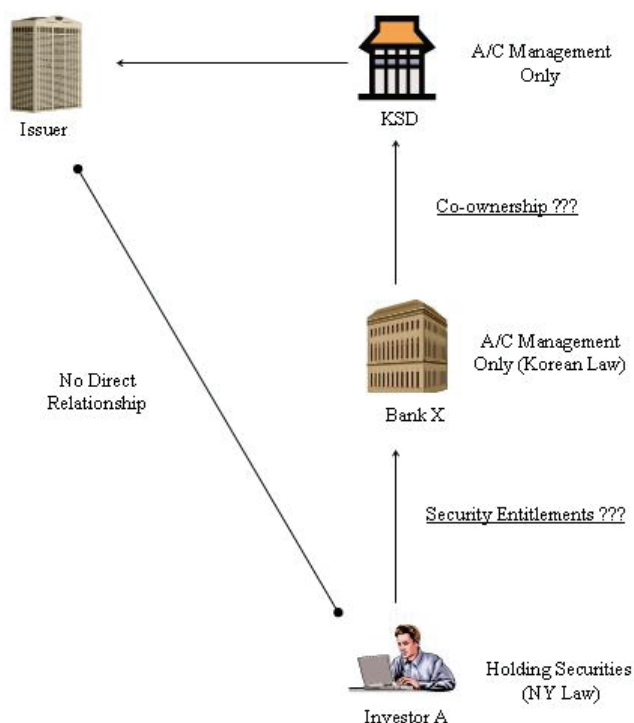 A/C Management
Only
Issuer
KSD
Co-ownership ???
A/C Management
Only (Korean Law)
No Direct
Relationship
Bank X
Security Entitlements ???
Holding Securities
(NY Law)
Investor A